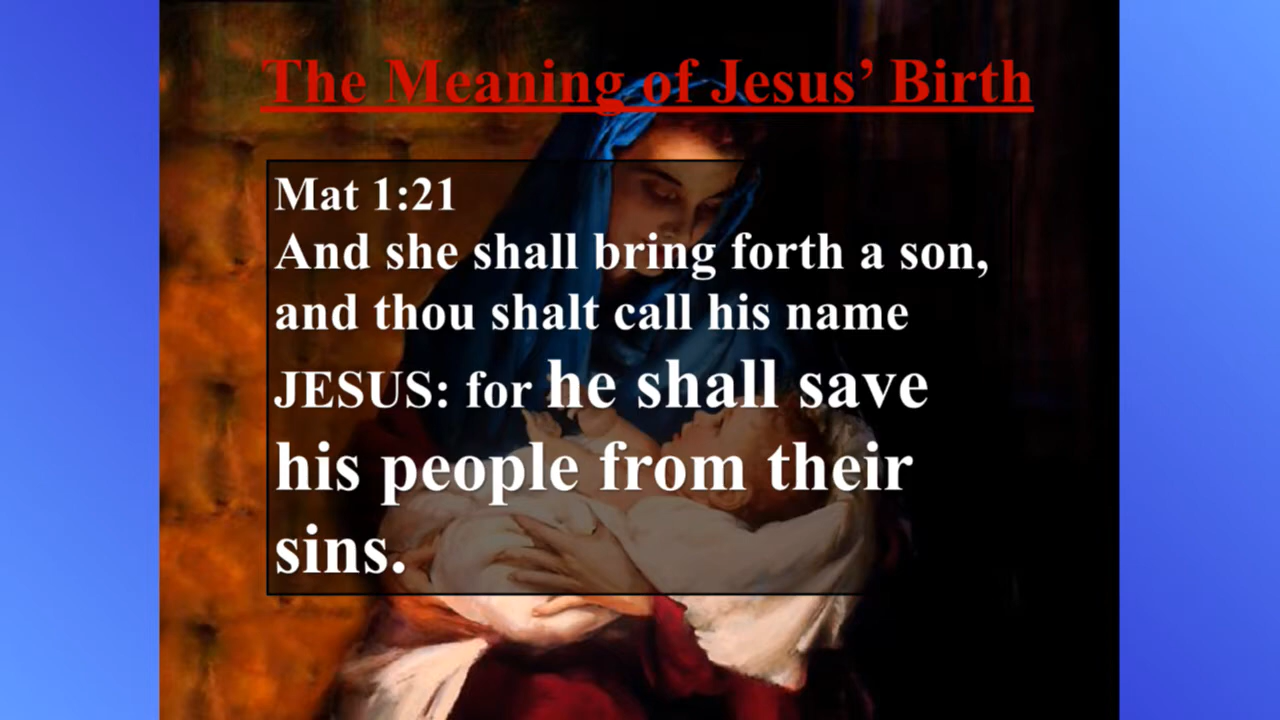 The Meaning of Jesus’ Birth
Mat 1:21
And she shall bring forth a son,
and thou shalt call his name
JESUS: for he shall save
his people from their
sins.